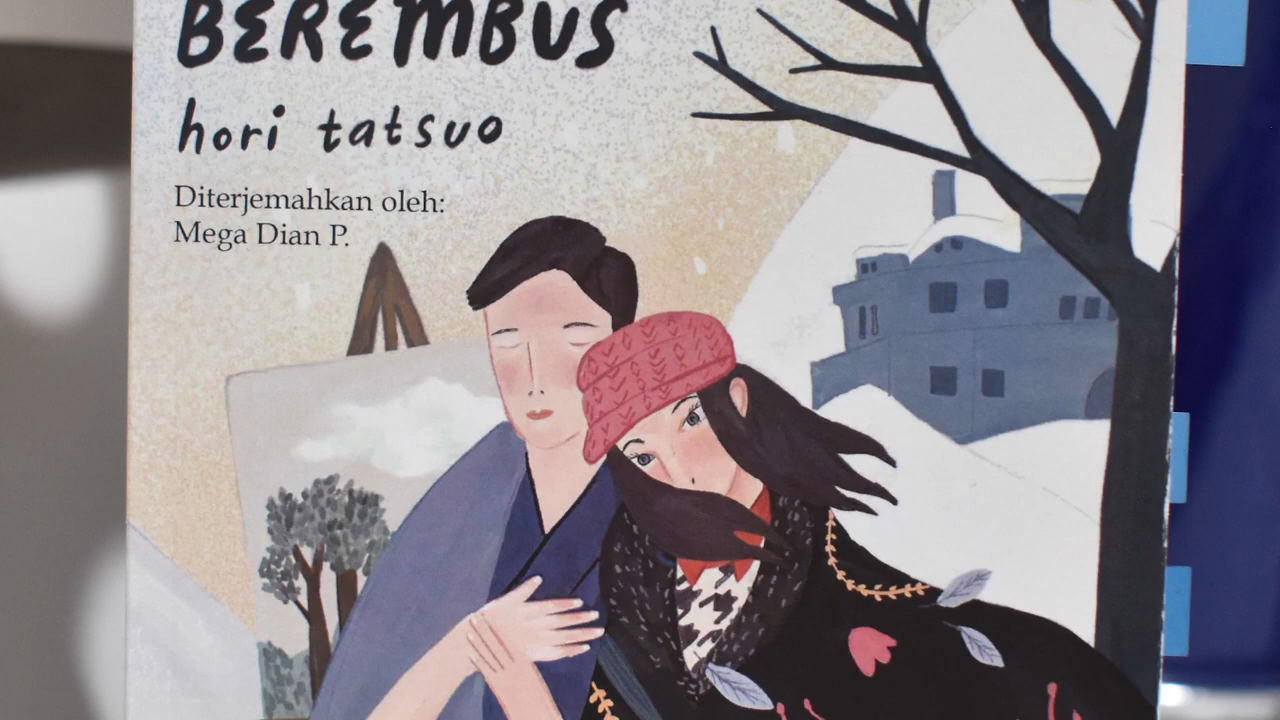 BEREMBUS
hori tatsuo
Diterjemahkan oleh:
Mega Dian P.